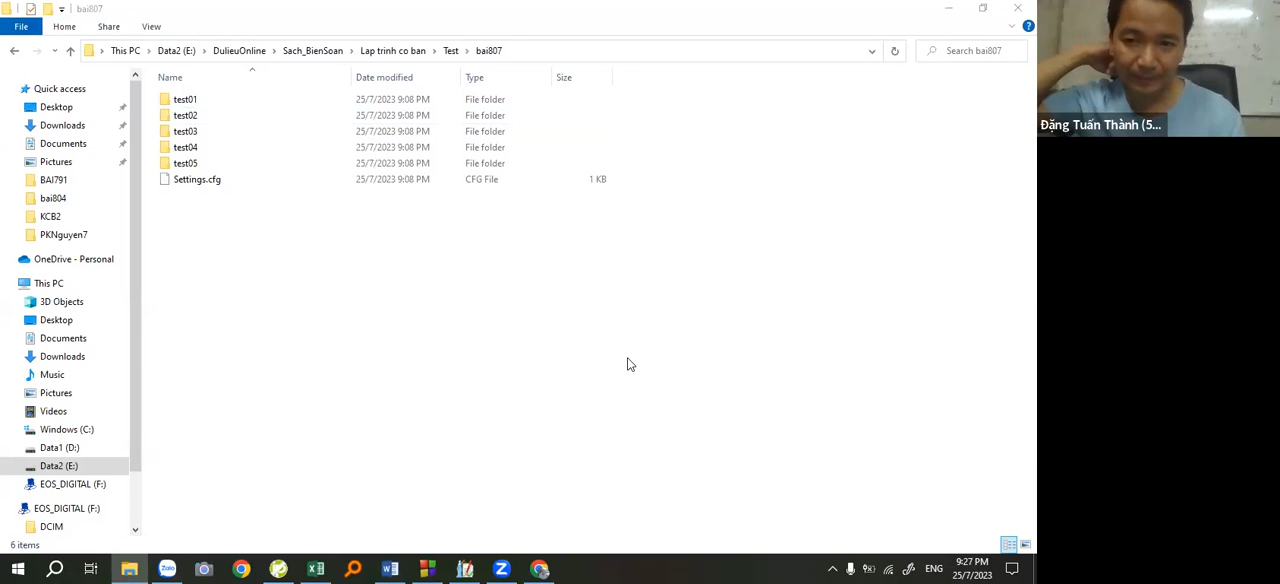 bai807
File Home Share View
This PC Data2 (E:) DulieuOnline Sach_BienSoan Lap trinh co ban Test bai807 Search bai807
Name Date modified Type Size
Quick access
Desktop
Downloads
Documents
Pictures
BAI791
bai804
KCB2
PKNguyen7
OneDrive - Personal
This PC
3D Objects
Desktop
Documents
Downloads
Music
Pictures
Videos
Windows (C:)
Data1 (D:)
Data2 (E:)
EOS_DIGITAL (F:)
EOS_DIGITAL (F:)
DCIM
test01 25/7/2023 9:08 PM File folder
test02 25/7/2023 9:08 PM File folder
test03 25/7/2023 9:08 PM File folder
test04 25/7/2023 9:08 PM File folder
test05 25/7/2023 9:08 PM File folder
Settings.cfg 25/7/2023 9:08 PM CFG File 1 KB
6 items
Đặng Tuấn Thành (5...
Zalo
ENG
9:27 PM
25/7/2023